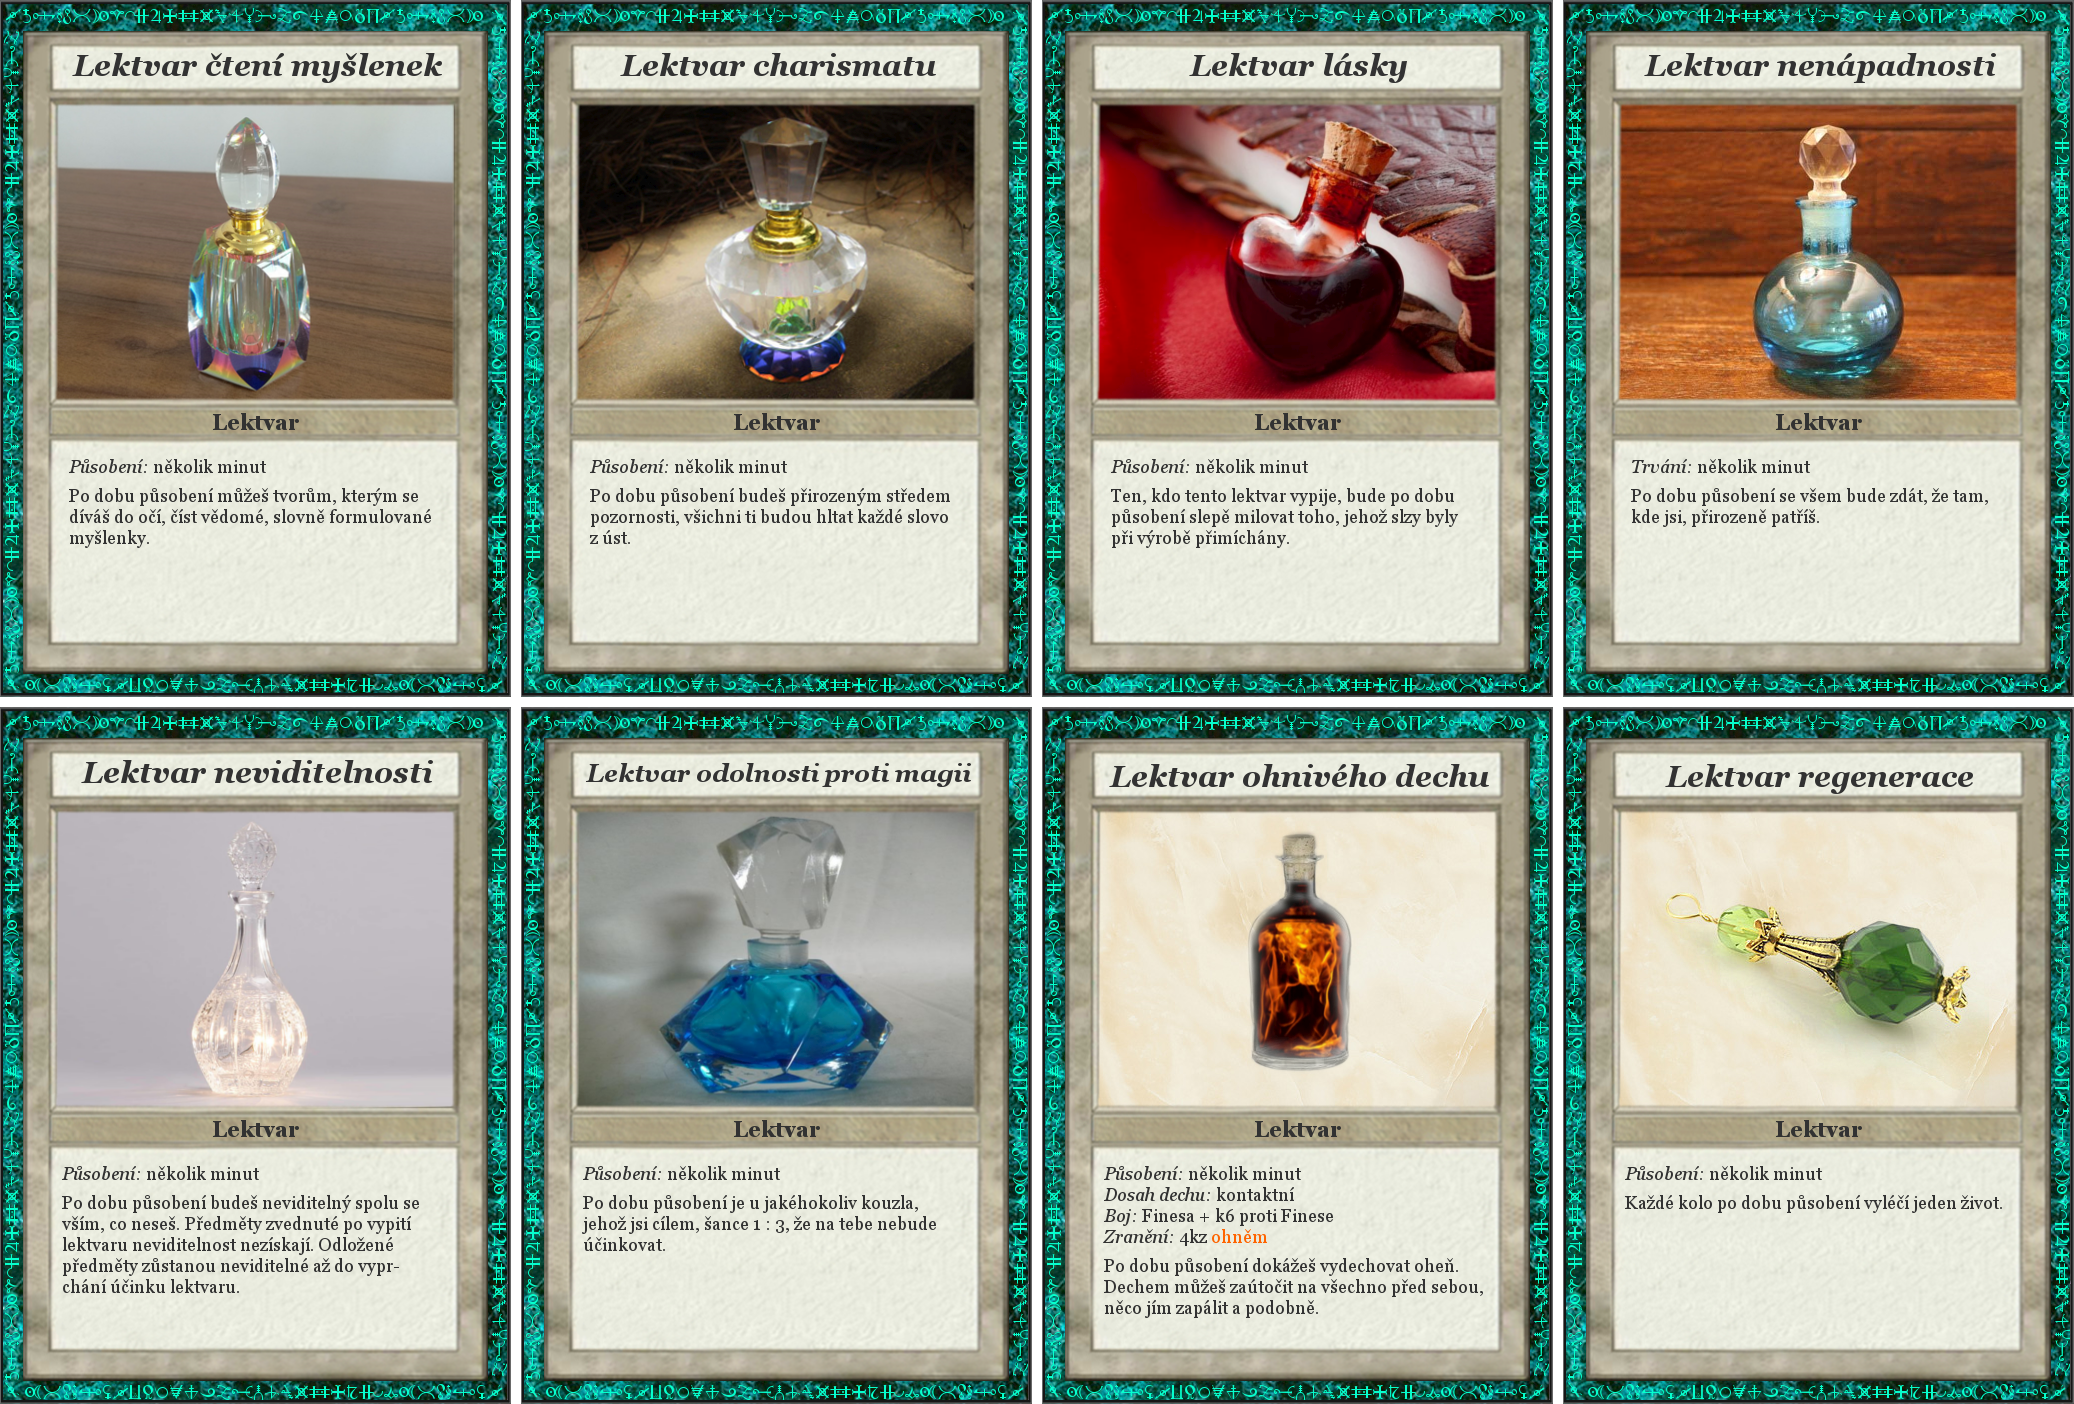 Lektvar čtení myšlenek
Lektvar
Působení: několik minut
Po dobu působení můžeš tvorům, kterým se
díváš do očí, číst vědomé, slovně formulované
myšlenky.
Lektvar charismatu
Lektvar
Působení: několik minut
Po dobu působení budeš přirozeným středem
pozornosti, všichni ti budou hltat každé slovo
z úst.
Lektvar lásky
Lektvar
Působení: několik minut
Ten, kdo tento lektvar vypije, bude po dobu
působení slepě milovat toho, jehož slzy byly
při výrobě přimíchány.
Lektvar nenápadnosti
Lektvar
Trvání: několik minut
Po dobu působení se všem bude zdát, že tam,
kde jsi, přirozeně patříš.
Lektvar neviditelnosti
Lektvar
Působení: několik minut
Po dobu působení budeš neviditelný spolu se
vším, co neseš. Předměty zvednuté po vypití
lektvaru neviditelnost nezískají. Odložené
předměty zůstanou neviditelné až do vypr-
chání účinku lektvaru.
Lektvar odolnosti proti magii
Lektvar
Působení: několik minut
Po dobu působení je u jakéhokoliv kouzla,
jehož jsi cílem, šance 1 : 3, že na tebe nebude
účinkovat.
Lektvar ohnivého dechu
Lektvar
Působení: několik minut
Dosah dechu: kontaktní
Boj: Finesa + k6 proti Finese
Zranění: 4kz ohněm
Po dobu působení dokážeš vydechovat oheň.
Dechem můžeš zaútočit na všechno před sebou,
něco jím zapálit a podobně.
Lektvar regenerace
Lektvar
Působení: několik minut
Každé kolo po dobu působení vyléčí jeden život.